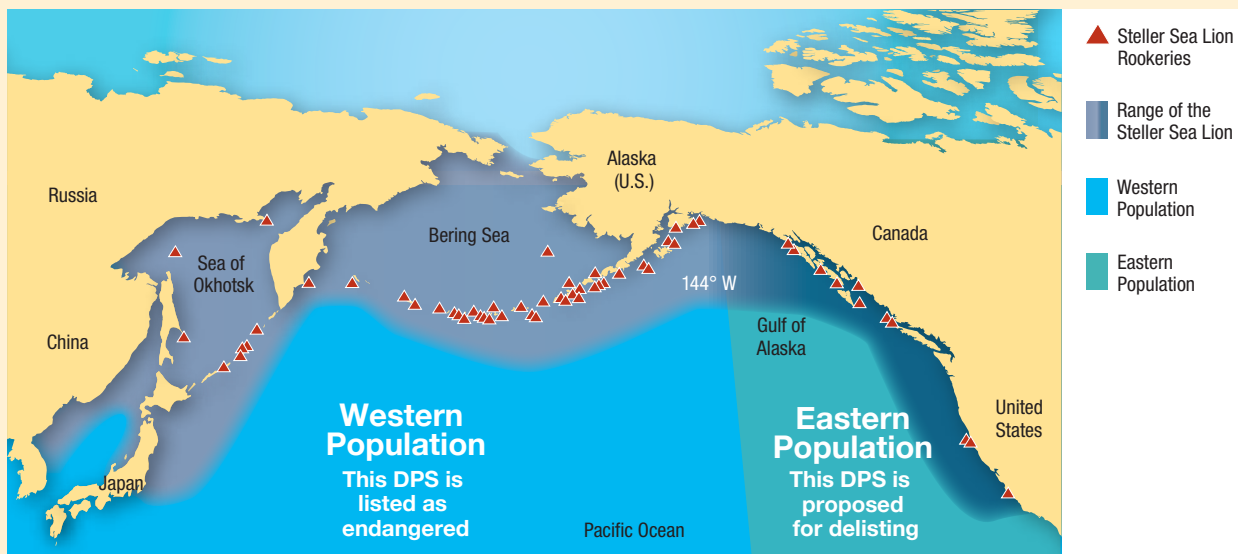 Russia
China
Sea of
Okhotsk
Japan
Bering Sea
Alaska
(U.S.)
144° W
Gulf of
Alaska
Canada
United
States
Western
Population
This DPS is
listed as
endangered
Eastern
Population
This DPS is
proposed
for delisting
Pacific Ocean
Steller Sea Lion
Rookeries
Range of the
Steller Sea Lion
Western
Population
Eastern
Population